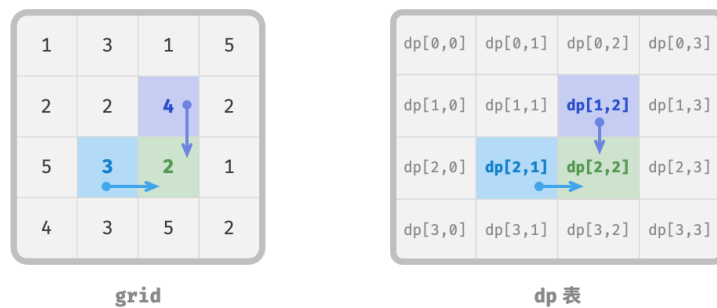 1 3 1 5
2 2 4 2
5 3 2 1
4 3 5 2
grid
dp[0,0] dp[0,1] dp[0,2] dp[0,3]
dp[1,0] dp[1,1] dp[1,2] dp[1,3]
dp[2,0] dp[2,1] dp[2,2] dp[2,3]
dp[3,0] dp[3,1] dp[3,2] dp[3,3]
dp 表